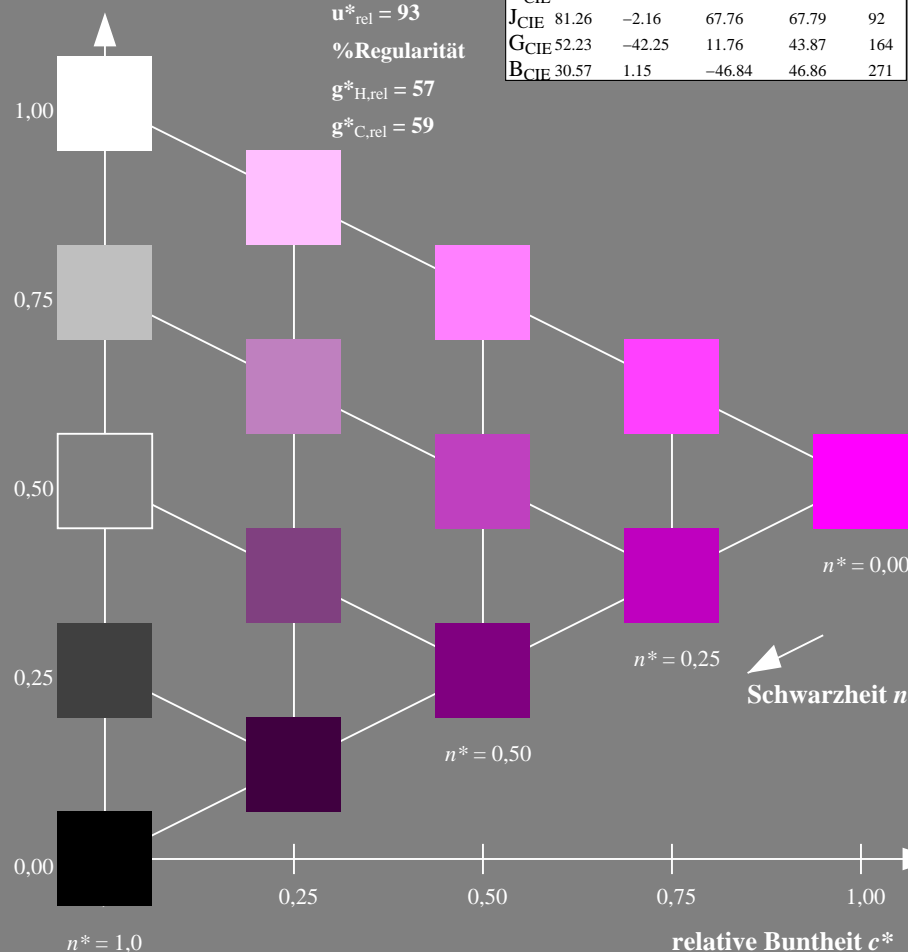 u*rel = 93
%Regularität
g*H,rel = 57
g*C,rel = 59
CIE
JCIE 81.26 −2.16 67.76 67.79 92
GCIE 52.23 −42.25 11.76 43.87 164
BCIE 30.57 1.15 −46.84 46.86 271
1,00
0,75
0,50
n* = 0,00
n* = 0,25
0,25
Schwarzheit n
n* = 0,50
0,00
0,25 0,50 0,75 1,00
n* = 1,0
relative Buntheit c*